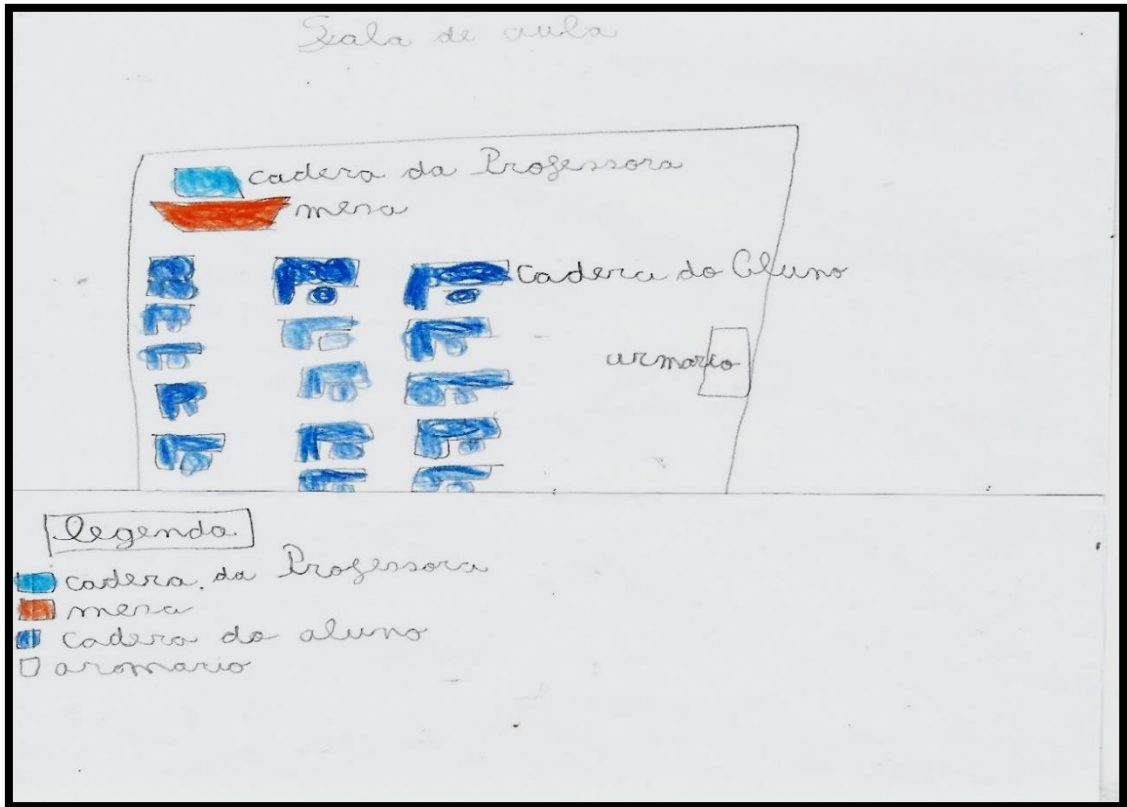 Sala de aula
cadera da Professora
mesa
Cadera do Aluno
armario
legenda
cadera da Professora
mesa
cadera do aluno
aromario